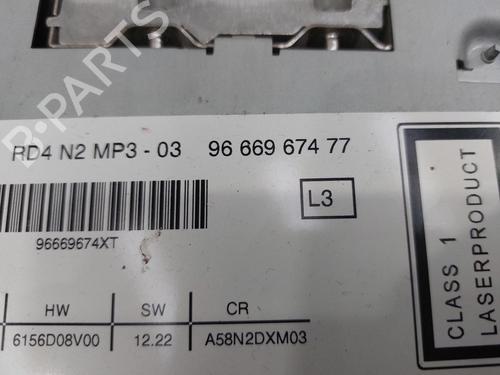 RD4 N2 MP3 - 03 96 669 674 77
L3
96669674XT
HW SW CR
6156D08V00 12.22 A58N2DXM03
CLASS 1
LASERPRODUCT
B-PARTS